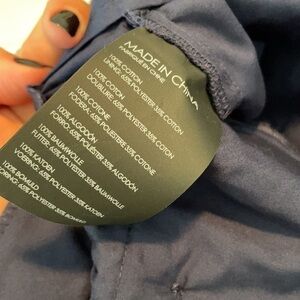 MADE IN CHINA
FABRIQUÉ EN CHINE
100% COTTON
LINING: 65% POLYESTER 35% COTTON
100% COTON
DOUBLURE: 65% POLYESTER 35% COTON
100% COTONE
FODERA: 65% POLIESTERE 35% COTONE
100% ALGODÓN
FORRO: 65% POLIÉSTER 35% ALGODÓN
100% BAUMWOLLE
FUTTER: 65% POLYESTER 35% BAUMWOLLE
100% KATOEN
VOERING: 65% POLYESTER 35% KATOEN
100% BOMULD
65% POLYESTER 35%